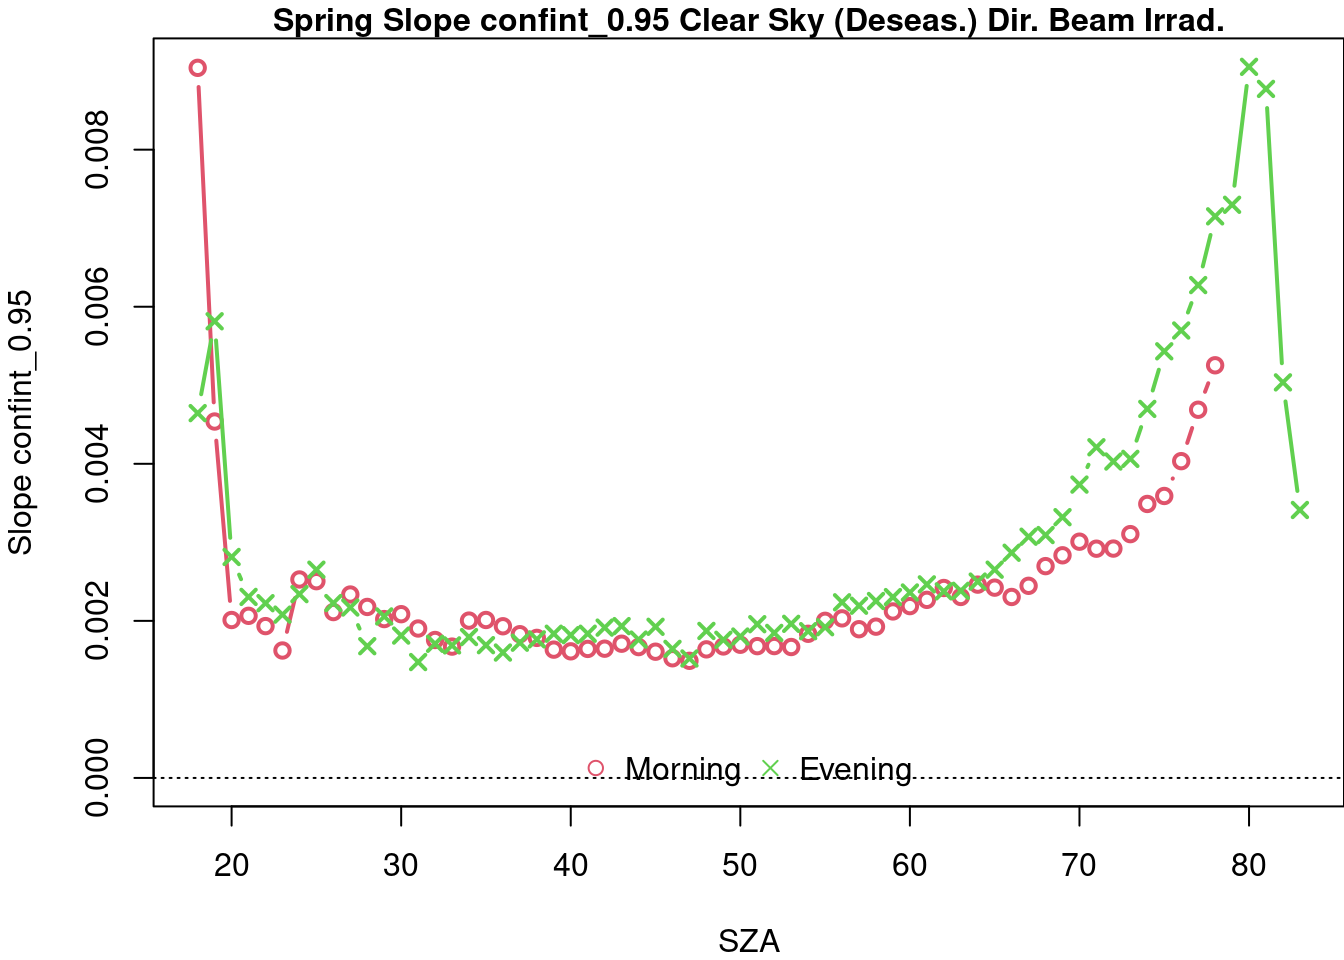 Spring Slope confint_0.95 Clear Sky (Deseas.) Dir. Beam Irrad.
Slope confint_0.95
0.008
0.006
0.004
0.002
0.000
Morning Evening
20 30 40 50 60 70 80
SZA